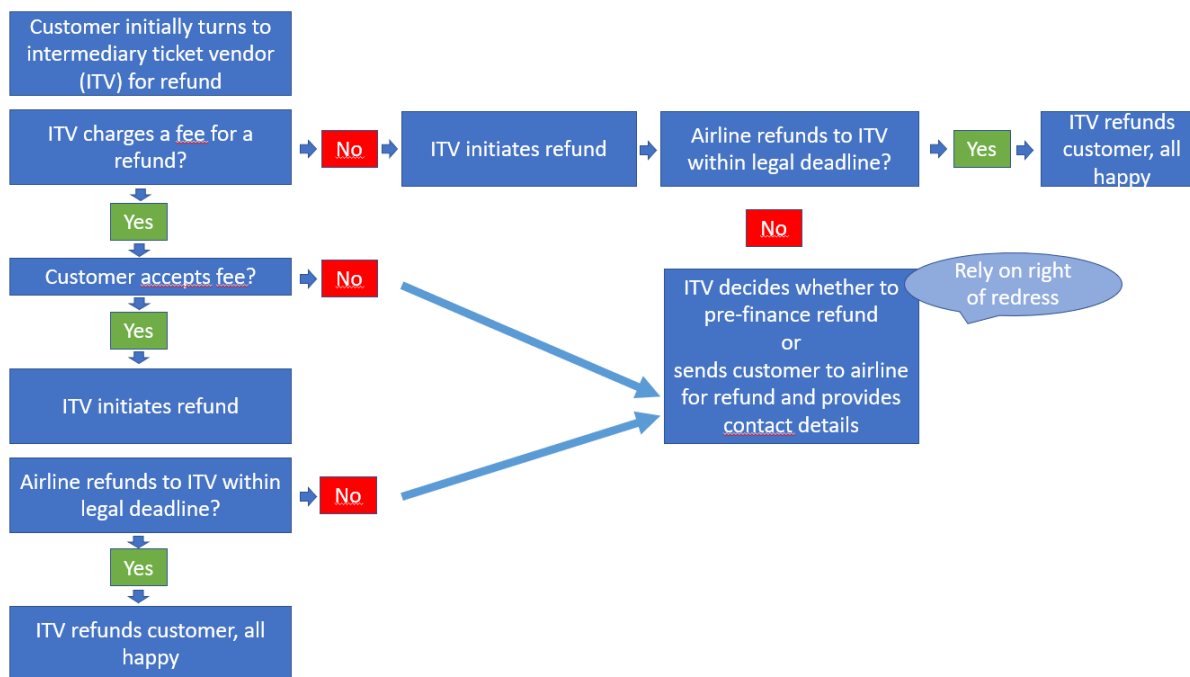 Customer initially turns to
intermediary ticket vendor
(ITV) for refund
ITV charges a fee for a
refund?
No
ITV initiates refund
Airline refunds to ITV
within legal deadline?
Yes
ITV refunds
customer, all
happy
Yes
No
Customer accepts fee?
No
ITV decides whether to
pre-finance refund
or
sends customer to airline
for refund and provides
contact details
Rely on right
of redress
Yes
ITV initiates refund
Airline refunds to ITV within
legal deadline?
No
Yes
ITV refunds customer, all
happy